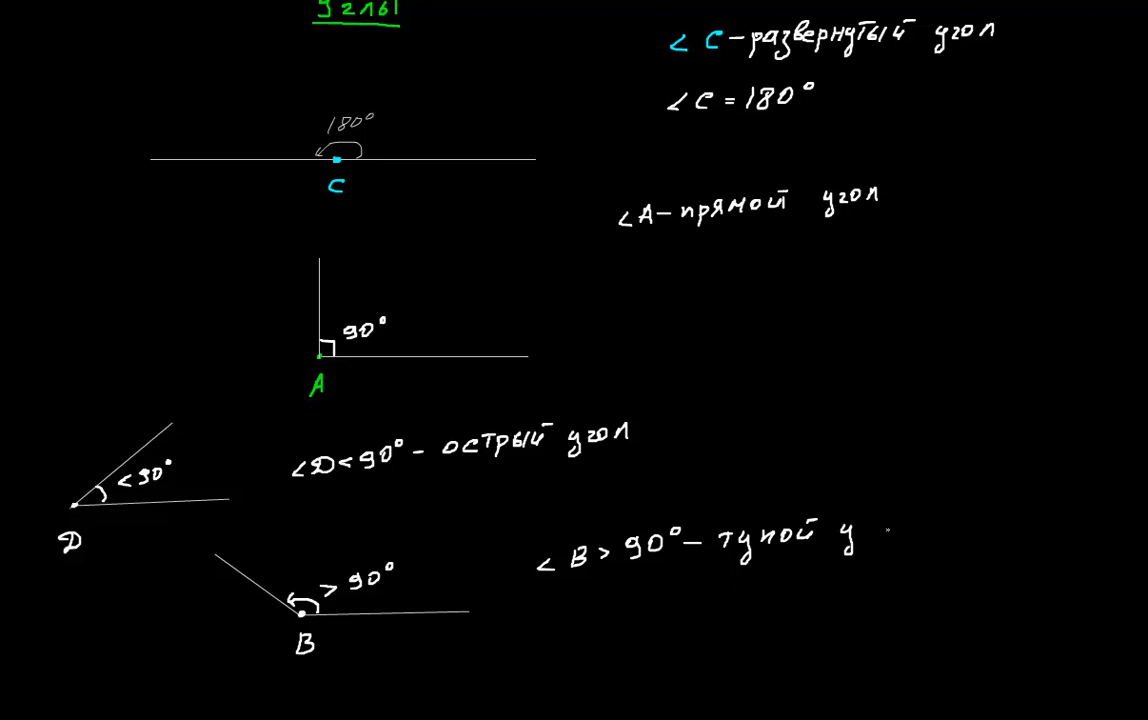 Углы
∠ C – развернутый угол
∠ C = 180°
180°
C
∠A – прямой угол
90°
A
∠D < 90° – острый угол
< 90°
D
∠ B > 90° – тупой у
> 90°
B